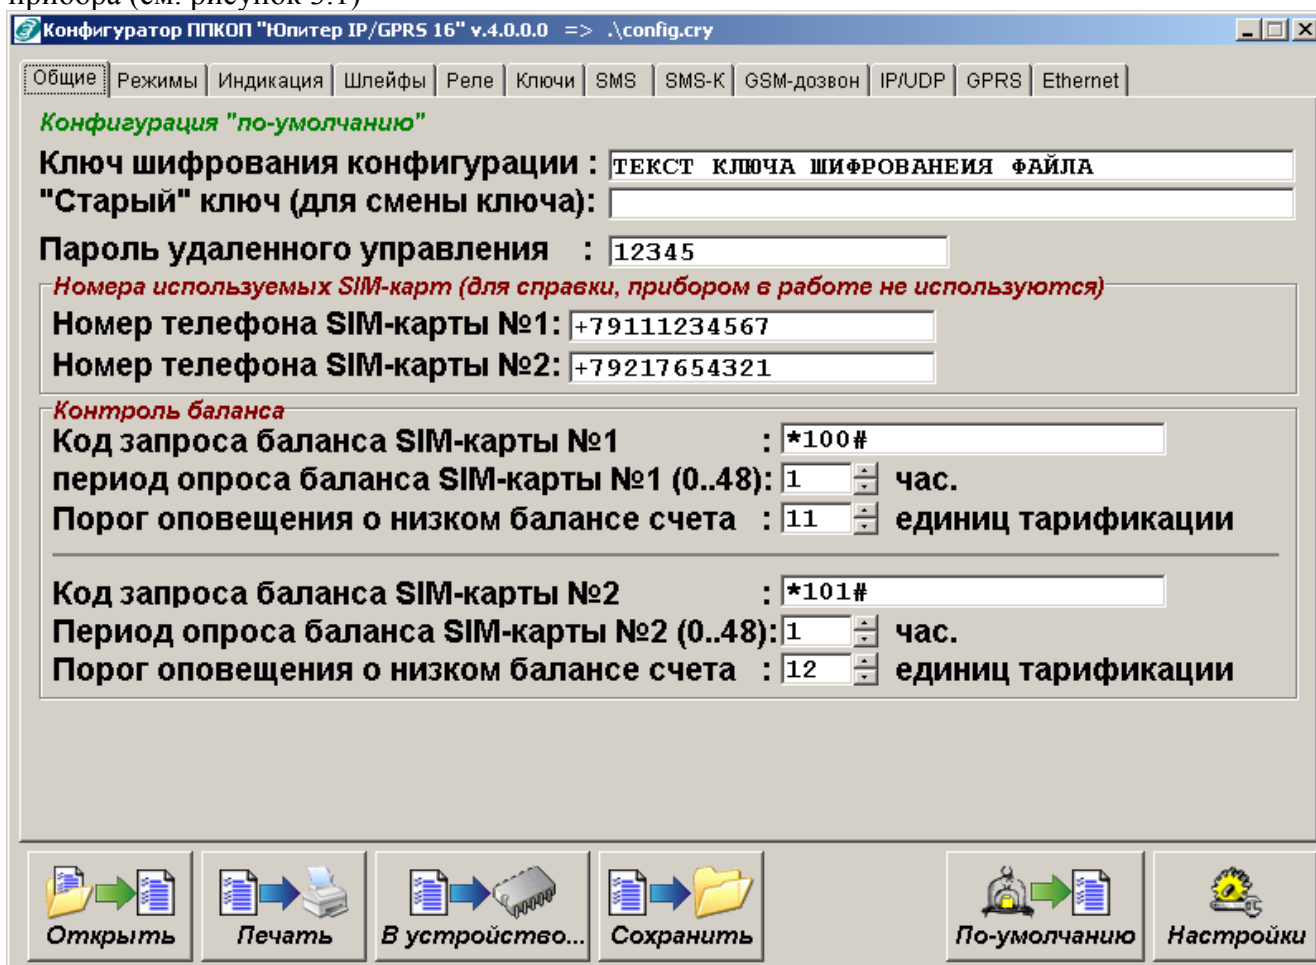 прибора (см. рисунок 3.1)
Конфигуратор ППКОП "Юпитер IP/GPRS 16" v.4.0.0.0 => .\config.cry
Общие Режимы Индикация Шлейфы Реле Ключи SMS SMS-K GSM-дозвон IP/UDP GPRS Ethernet
Конфигурация "по-умолчанию"
Ключ шифрования конфигурации : ТЕКСТ КЛЮЧА ШИФРОВАНЕИЯ ФАЙЛА
"Старый" ключ (для смены ключа):
Пароль удаленного управления : 12345
Номера используемых SIM-карт (для справки, прибором в работе не используются)
Номер телефона SIM-карты №1: +79111234567
Номер телефона SIM-карты №2: +79217654321
Контроль баланса
Код запроса баланса SIM-карты №1 : *100#
период опроса баланса SIM-карты №1 (0..48): 1 час.
Порог оповещения о низком балансе счета : 11 единиц тарификации
Код запроса баланса SIM-карты №2 : *101#
Период опроса баланса SIM-карты №2 (0..48): 1 час.
Порог оповещения о низком балансе счета : 12 единиц тарификации
Открыть Печать В устройство... Сохранить По-умолчанию Настройки